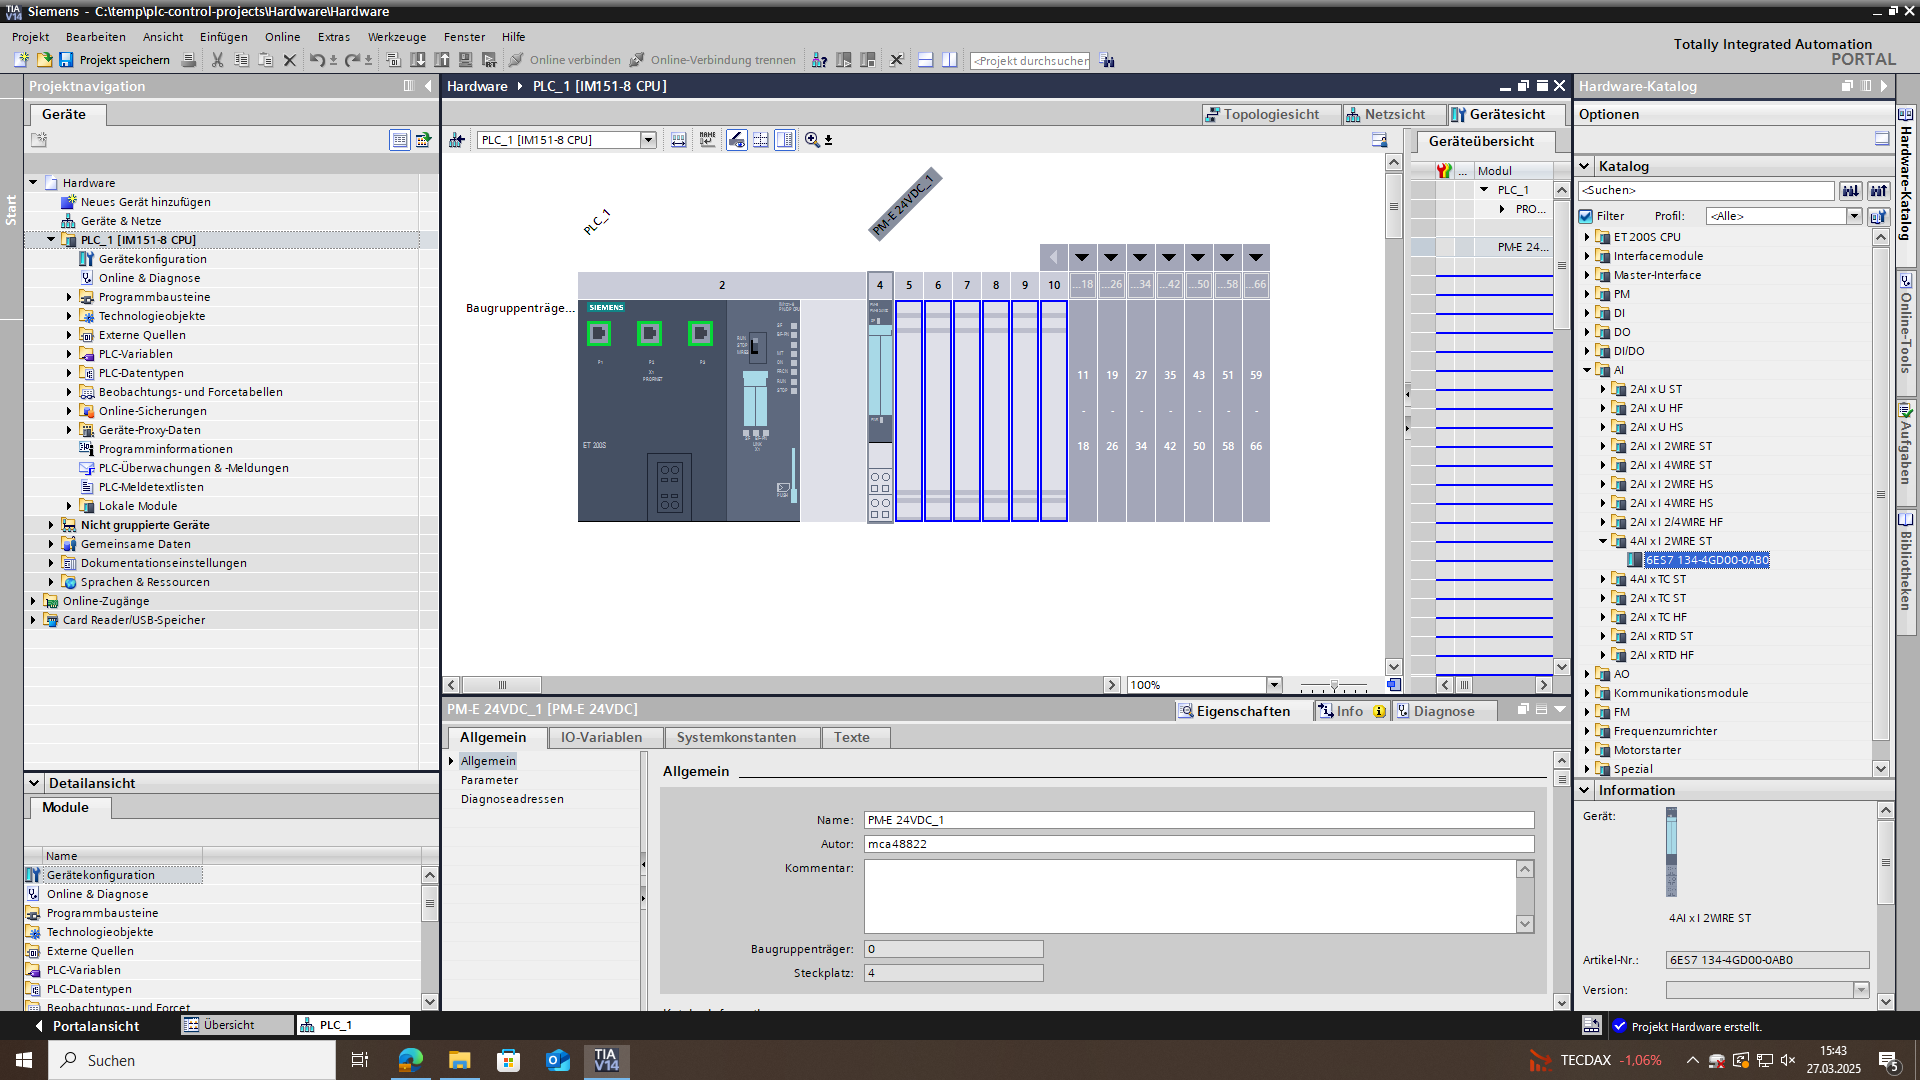 Siemens - C:\temp\plc-control-projects\Hardware\Hardware
Projekt Bearbeiten Ansicht Einfügen Online Extras Werkzeuge Fenster Hilfe
Totally Integrated Automation
PORTAL
Projekt speichern
Online verbinden
Online-Verbindung trennen
<Projekt durchsuchen
Projektnavigation
Geräte
Start
Hardware
Neues Gerät hinzufügen
Geräte & Netze
PLC_1 [IM151-8 CPU]
Gerätekonfiguration
Online & Diagnose
Programmbausteine
Technologieobjekte
Externe Quellen
PLC-Variablen
PLC-Datentypen
Beobachtungs- und Forcetabellen
Online-Sicherungen
Geräte-Proxy-Daten
Programminformationen
PLC-Überwachungen & -Meldungen
PLC-Meldetextlisten
Lokale Module
Nicht gruppierte Geräte
Gemeinsame Daten
Dokumentationseinstellungen
Sprachen & Ressourcen
Online-Zugänge
Card Reader/USB-Speicher
Detailansicht
Module
Name
Gerätekonfiguration
Online & Diagnose
Programmbausteine
Technologieobjekte
Externe Quellen
PLC-Variablen
PLC-Datentypen
Beobachtungs- und Forcet
Hardware PLC_1 [IM151-8 CPU]
Topologiesicht Netzsicht Gerätesicht
PLC_1 [IM151-8 CPU]
PLC_1
PM-E 24VDC_1
2 4 5 6 7 8 9 10 ...18 ...26 ...34 ...42 ...50 ...58 ...66
Baugruppenträge...
SIEMENS
PROFINET
ET 200S
11 19 27 35 43 51 59
- - - - - - -
18 26 34 42 50 58 66
100%
Geräteübersicht
... Modul
PLC_1
PRO...
PM-E 24...
PM-E 24VDC_1 [PM-E 24VDC]
Eigenschaften Info Diagnose
Allgemein IO-Variablen Systemkonstanten Texte
Allgemein
Parameter
Diagnoseadressen
Allgemein
Name: PM-E 24VDC_1
Autor: mca48822
Kommentar:
Baugruppenträger: 0
Steckplatz: 4
Hardware-Katalog
Optionen
Katalog
<Suchen>
Filter Profil: <Alle>
ET 200S CPU
Interfacemodule
Master-Interface
PM
DI
DO
DI/DO
AI
2AI x U ST
2AI x U HF
2AI x U HS
2AI x I 2WIRE ST
2AI x I 4WIRE ST
2AI x I 2WIRE HS
2AI x I 4WIRE HS
2AI x I 2/4WIRE HF
4AI x I 2WIRE ST
6ES7 134-4GD00-0AB0
4AI x TC ST
2AI x TC ST
2AI x TC HF
2AI x RTD ST
2AI x RTD HF
AO
Kommunikationsmodule
FM
Frequenzumrichter
Motorstarter
Spezial
Information
Gerät:
4AI x I 2WIRE ST
Artikel-Nr.: 6ES7 134-4GD00-0AB0
Version:
Hardware-Katalog
Online-Tools
Aufgaben
Bibliotheken
Portalansicht
Übersicht
PLC_1
Projekt Hardware erstellt.
Suchen
TIA
V14
TECDAX -1,06%
15:43
27.03.2025
5